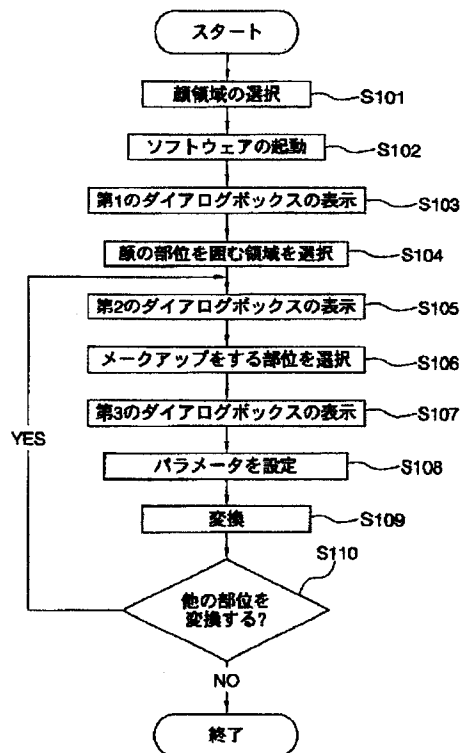 スタート
顔領域の選択
S101
ソフトウェアの起動
S102
第1のダイアログボックスの表示
S103
顔の部位を囲む領域を選択
S104
第2のダイアログボックスの表示
S105
メークアップをする部位を選択
S106
第3のダイアログボックスの表示
S107
YES
パラメータを設定
S108
変換
S109
S110
他の部位を
変換する?
NO
終了